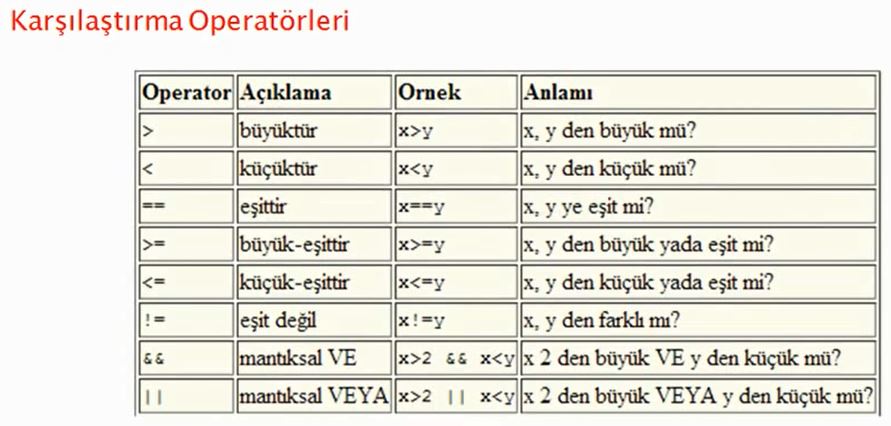 Karşılaştırma Operatörleri
Operator Açıklama Ornek Anlamı
> büyüktür x>y x, y den büyük mü?
< küçüktür x<y x, y den küçük mü?
== eşittir x==y x, y ye eşit mi?
>= büyük-eşittir x>=y x, y den büyük yada eşit mi?
<= küçük-eşittir x<=y x, y den küçük yada eşit mi?
!= eşit değil x!=y x, y den farklı mı?
&& mantıksal VE x>2 && x<y x 2 den büyük VE y den küçük mü?
|| mantıksal VEYA x>2 || x<y x 2 den büyük VEYA y den küçük mü?